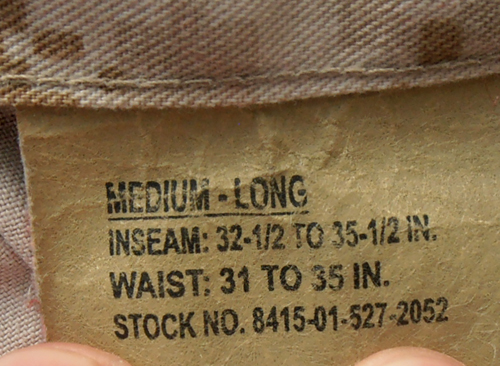 MEDIUM - LONG
INSEAM: 32-1/2 TO 35-1/2 IN.
WAIST: 31 TO 35 IN.
STOCK NO. 8415-01-527-2052